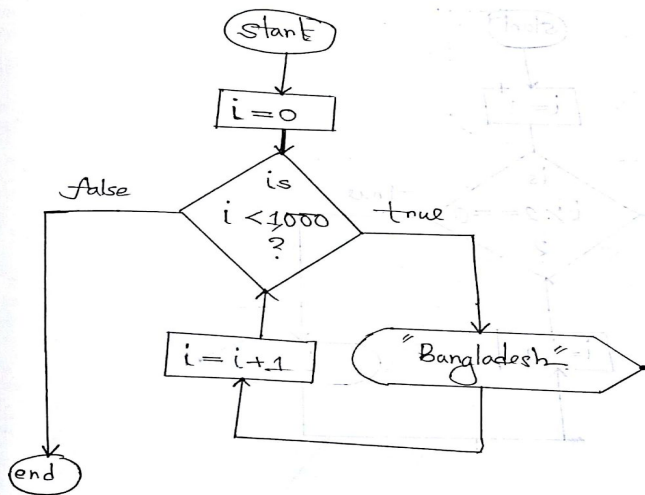 start
i = 0
is
i < 1000
?
false
true
"Bangladesh"
i = i+1
end